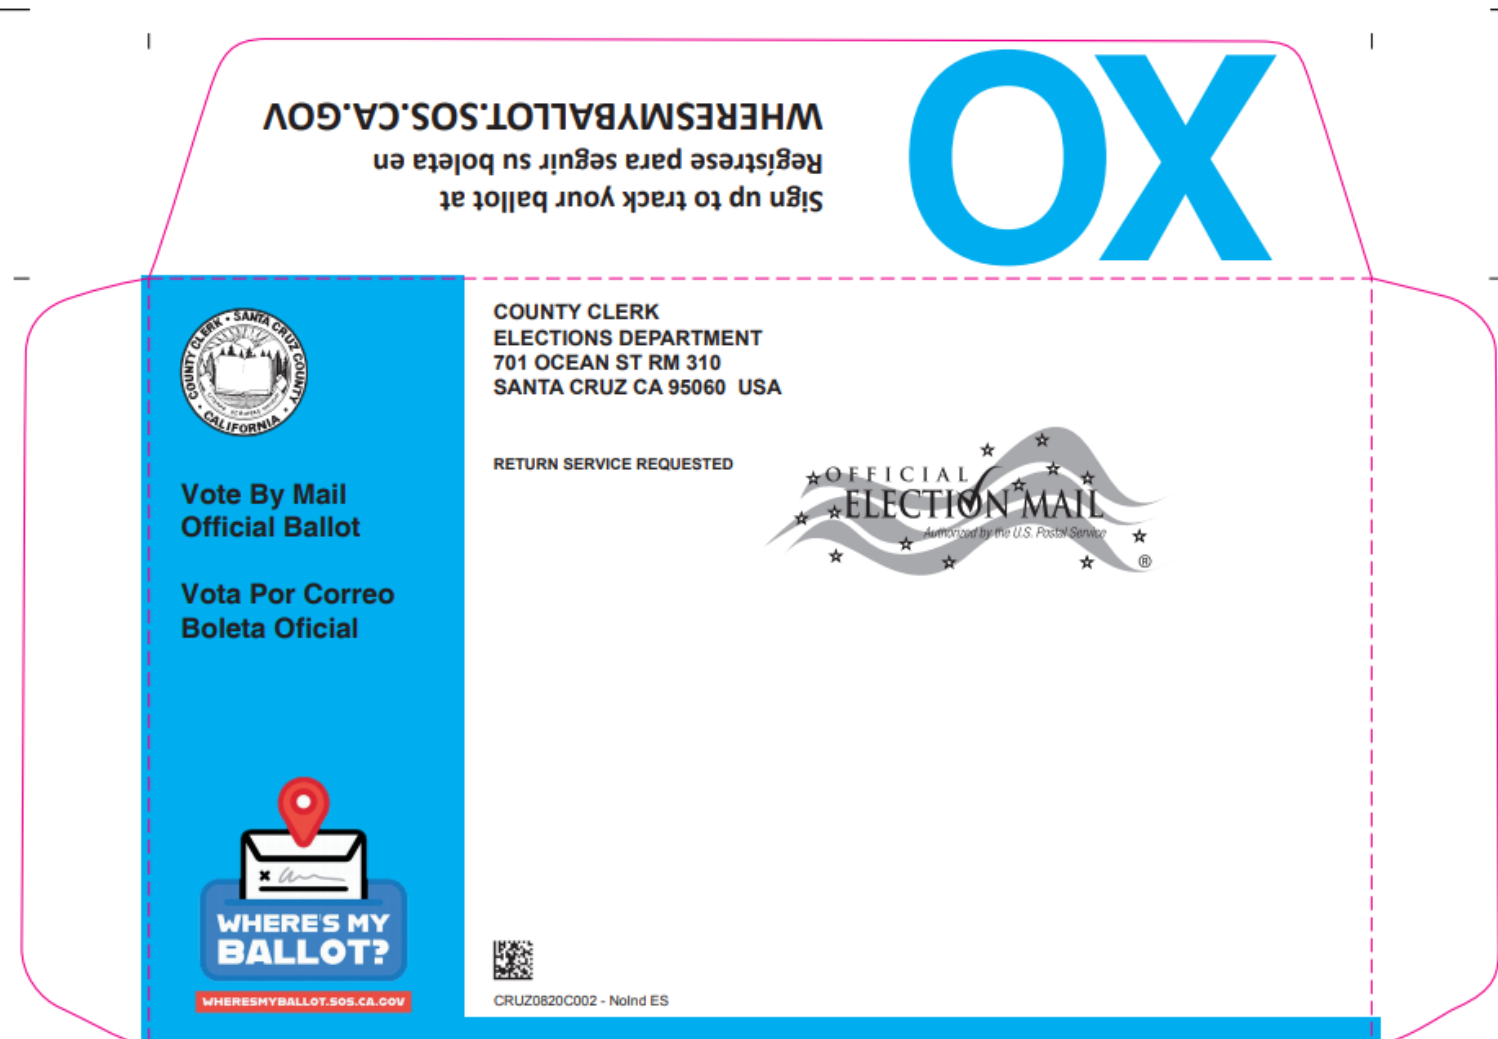 XO
Sign up to track your ballot at
Regístrese para seguir su boleta en
WHERESMYBALLOT.SOS.CA.GOV
COUNTY CLERK • SANTA CRUZ COUNTY • CALIFORNIA •
Vote By Mail
Official Ballot
Vota Por Correo
Boleta Oficial
WHERE'S MY
BALLOT?
WHERESMYBALLOT.SOS.CA.GOV
COUNTY CLERK
ELECTIONS DEPARTMENT
701 OCEAN ST RM 310
SANTA CRUZ CA 95060  USA
RETURN SERVICE REQUESTED
OFFICIAL
ELECTION MAIL
Authorized by the U.S. Postal Service
®
CRUZ0820C002 - NoInd ES